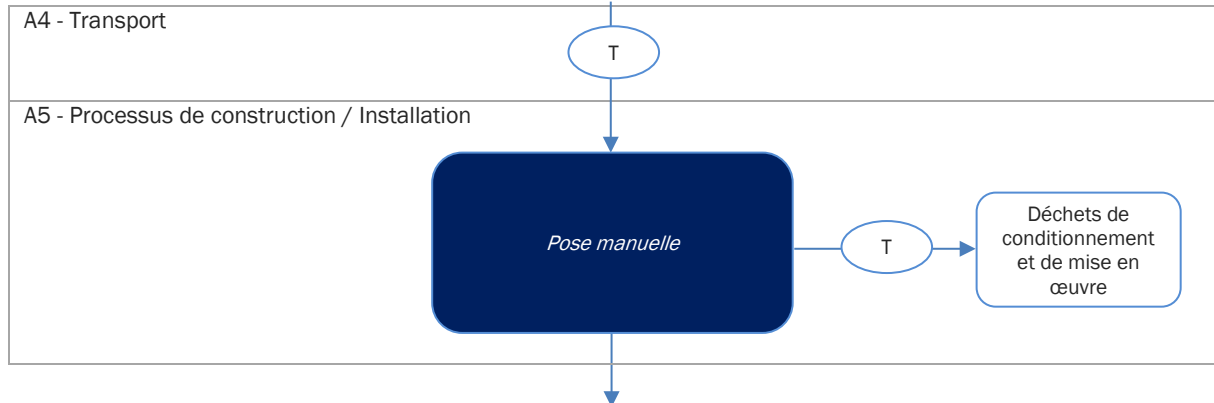 A4 - Transport
T
A5 - Processus de construction / Installation
Pose manuelle
T
Déchets de
conditionnement
et de mise en
œuvre